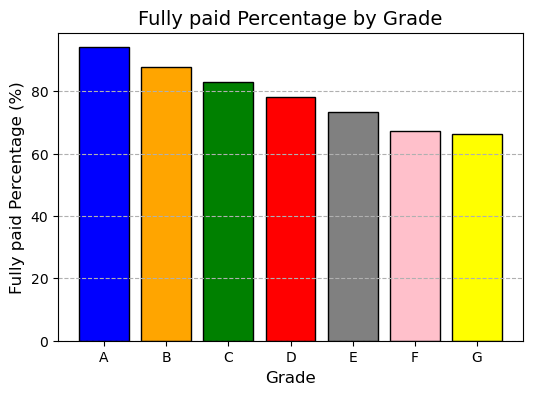 Fully paid Percentage by Grade
Fully paid Percentage (%)
80
60
40
20
0
A B C D E F G
Grade